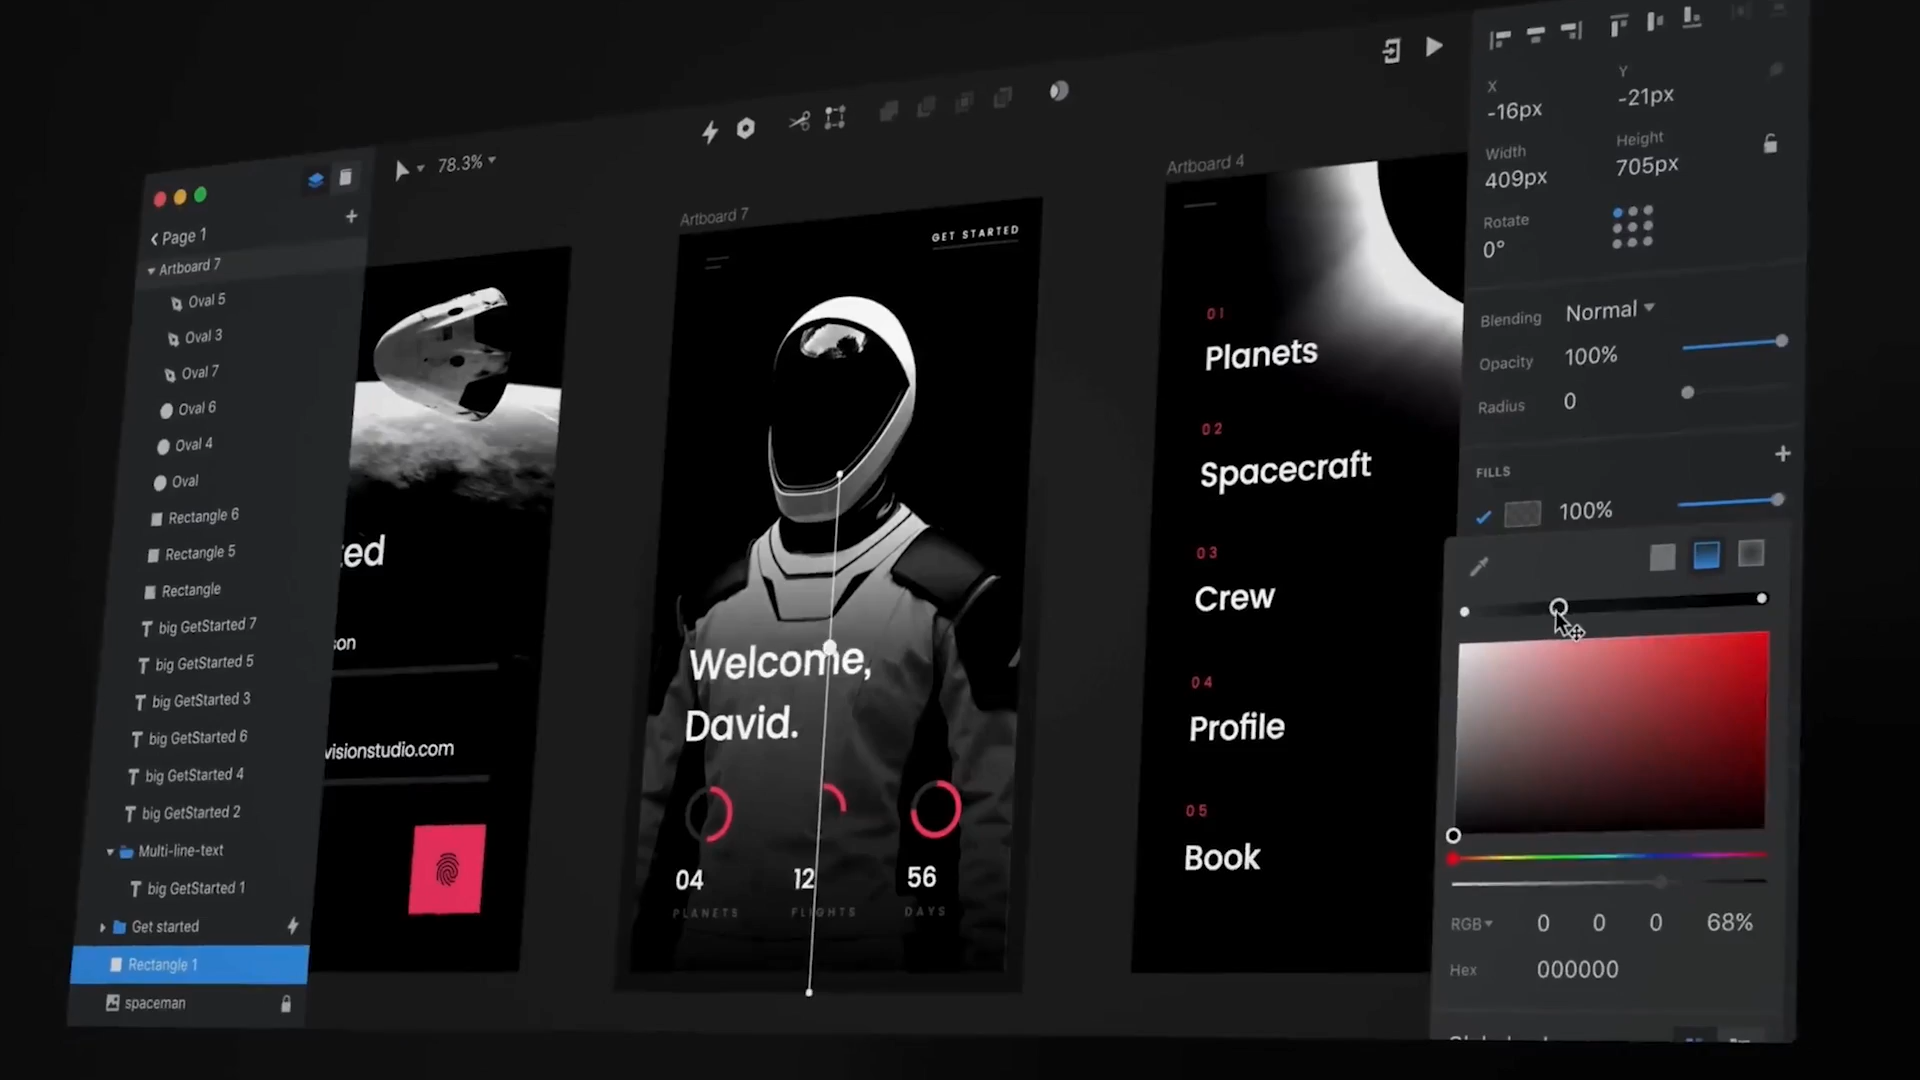 78.3%
Page 1
Artboard 7
Oval 5
Oval 3
Oval 7
Oval 6
Oval 4
Oval
Rectangle 6
Rectangle 5
Rectangle
big GetStarted 7
big GetStarted 5
big GetStarted 3
big GetStarted 6
big GetStarted 4
big GetStarted 2
Multi-line-text
big GetStarted 1
Get started
Rectangle 1
spaceman
ted
son
visionstudio.com
Artboard 7
GET STARTED
Welcome,
David.
04 12 56
PLANETS FLIGHTS DAYS
Artboard 4
01
Planets
02
Spacecraft
03
Crew
04
Profile
05
Book
X Y
-16px -21px
Width Height
409px 705px
Rotate
0°
Blending Normal
Opacity 100%
Radius 0
FILLS
100%
RGB 0 0 0 68%
Hex 000000